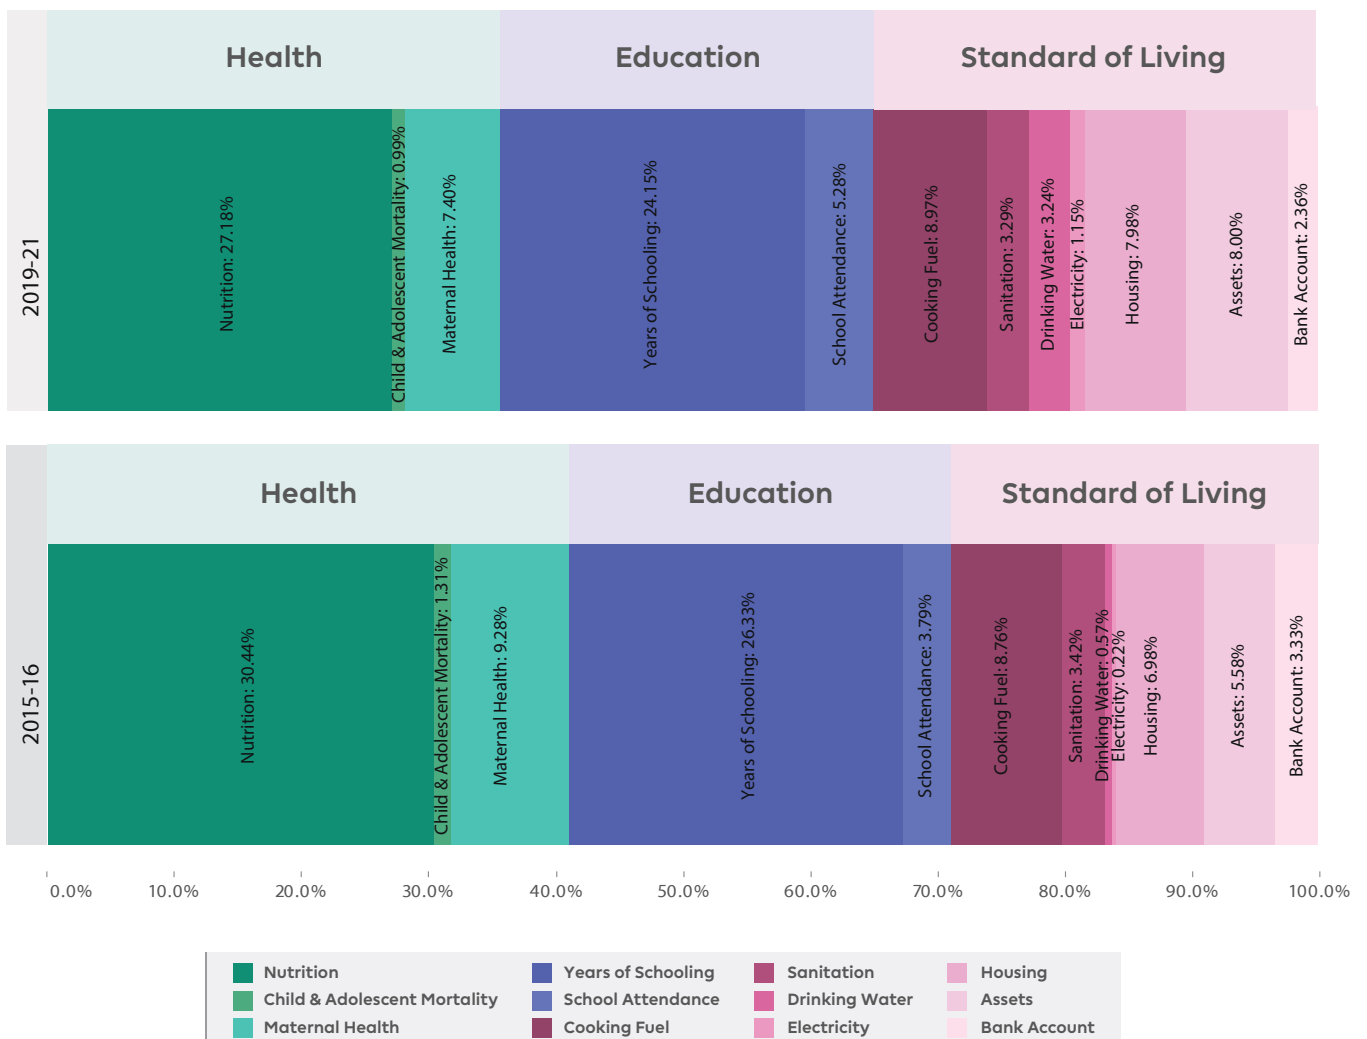 Health
Education
Standard of Living
2019-21
Nutrition: 27.18%
Child & Adolescent Mortality: 0.99%
Maternal Health: 7.40%
Years of Schooling: 24.15%
School Attendance: 5.28%
Cooking Fuel: 8.97%
Sanitation: 3.29%
Drinking Water: 3.24%
Electricity: 1.15%
Housing: 7.98%
Assets: 8.00%
Bank Account: 2.36%
Health
Education
Standard of Living
2015-16
Nutrition: 30.44%
Child & Adolescent Mortality: 1.31%
Maternal Health: 9.28%
Years of Schooling: 26.33%
School Attendance: 3.79%
Cooking Fuel: 8.76%
Sanitation: 3.42%
Drinking Water: 0.57%
Electricity: 0.22%
Housing: 6.98%
Assets: 5.58%
Bank Account: 3.33%
0.0% 10.0% 20.0% 30.0% 40.0% 50.0% 60.0% 70.0% 80.0% 90.0% 100.0%
Nutrition
Child & Adolescent Mortality
Maternal Health
Years of Schooling
School Attendance
Cooking Fuel
Sanitation
Drinking Water
Electricity
Housing
Assets
Bank Account